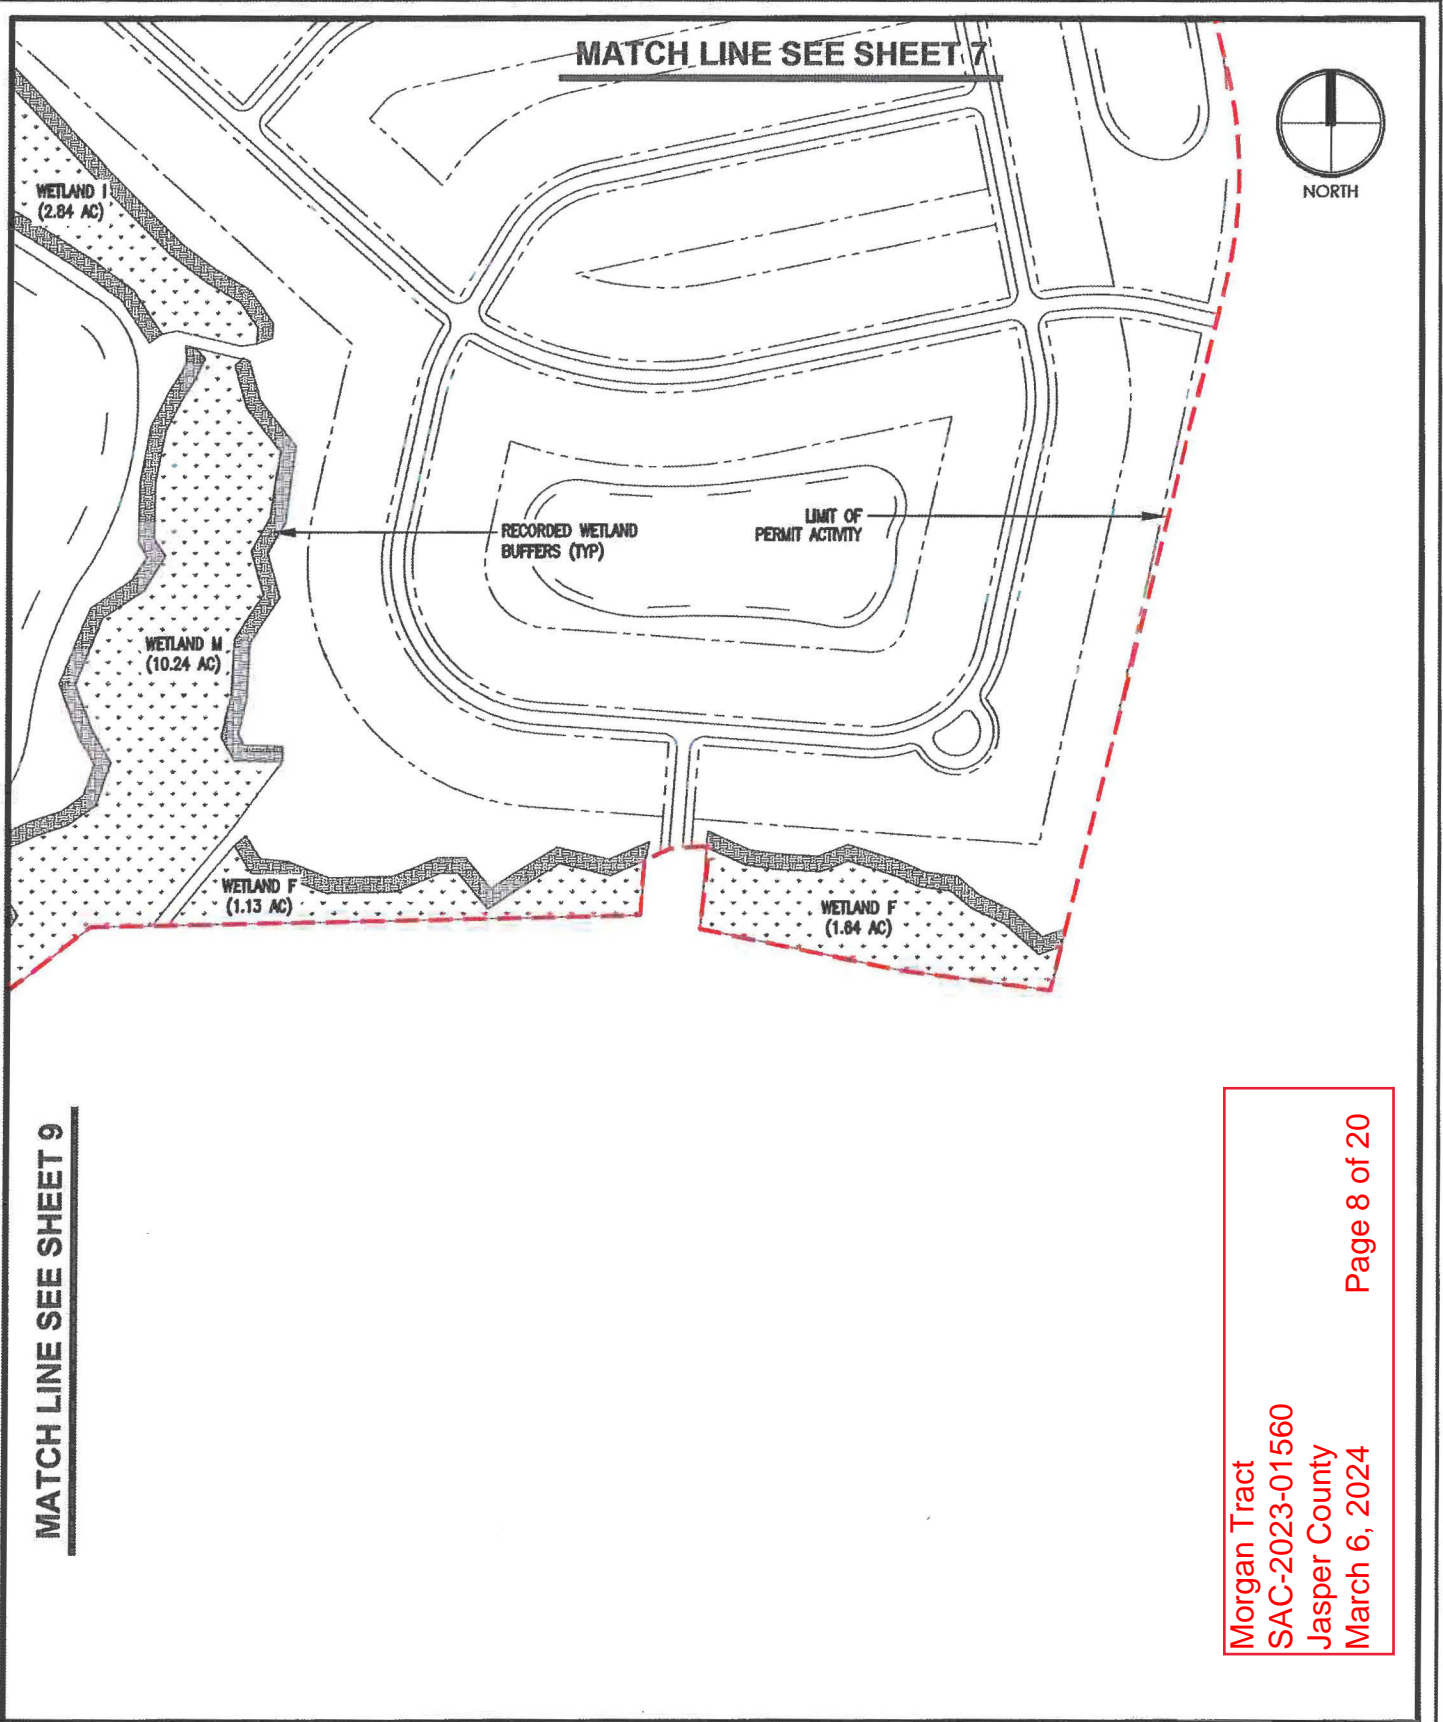 MATCH LINE SEE SHEET 7
NORTH
WETLAND I
(2.84 AC)
RECORDED WETLAND
BUFFERS (TYP)
LIMIT OF
PERMIT ACTIVITY
WETLAND M
(10.24 AC)
WETLAND F
(1.13 AC)
WETLAND F
(1.64 AC)
MATCH LINE SEE SHEET 9
Morgan Tract
SAC-2023-01560
Jasper County
March 6, 2024 Page 8 of 20